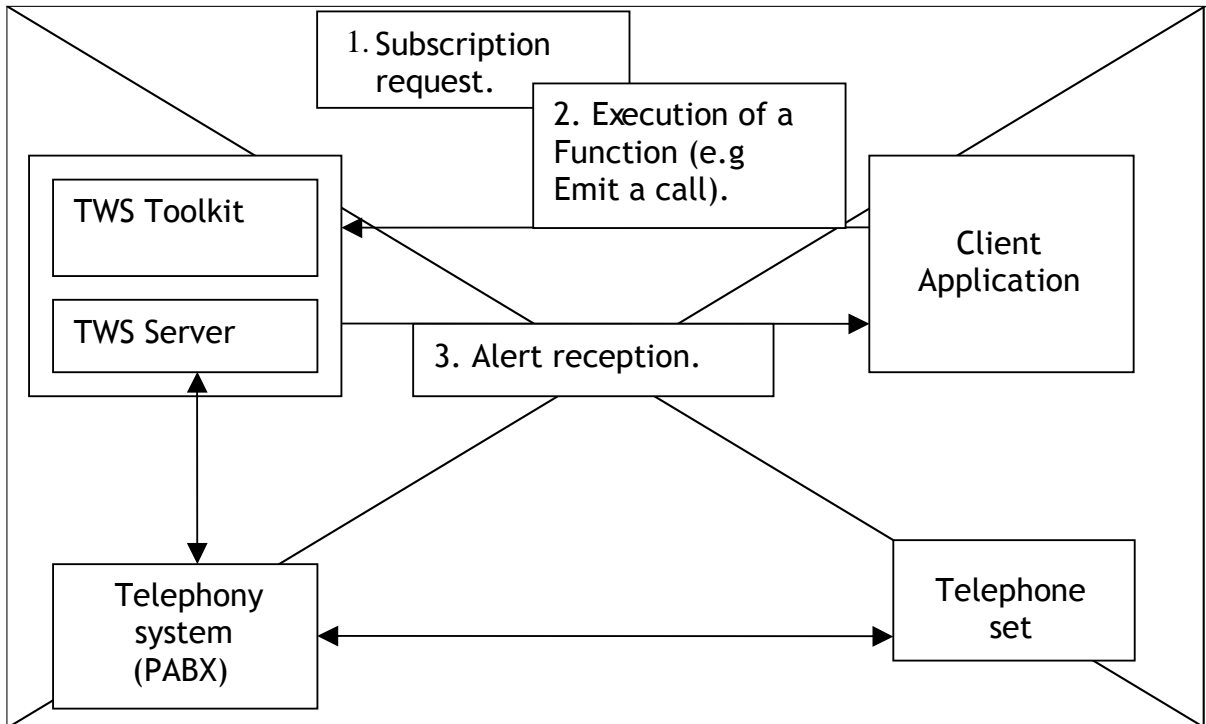 1. Subscription
request.
2. Execution of a
Function (e.g
Emit a call).
TWS Toolkit
Client
Application
TWS Server
3. Alert reception.
Telephony
system
(PABX)
Telephone
set